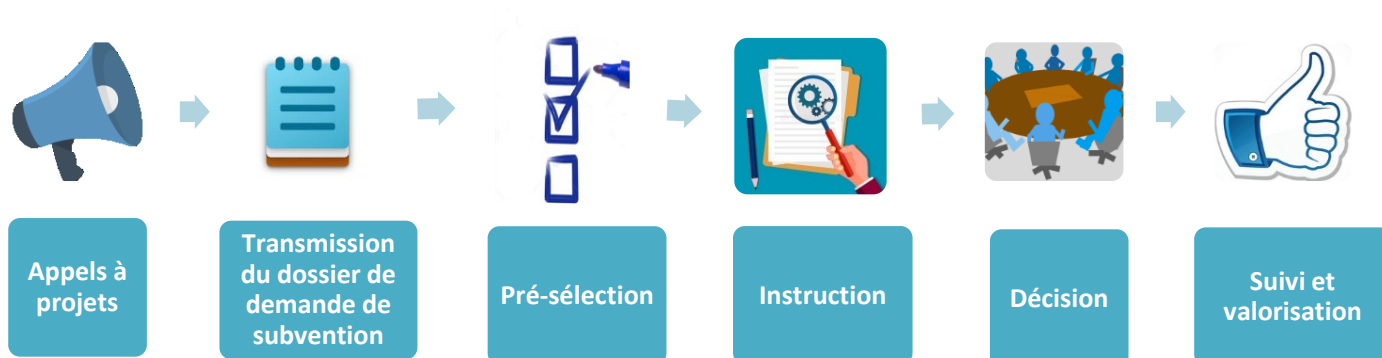 Appels à
projets
Transmission
du dossier de
demande de
subvention
Pré-sélection
Instruction
Décision
Suivi et
valorisation